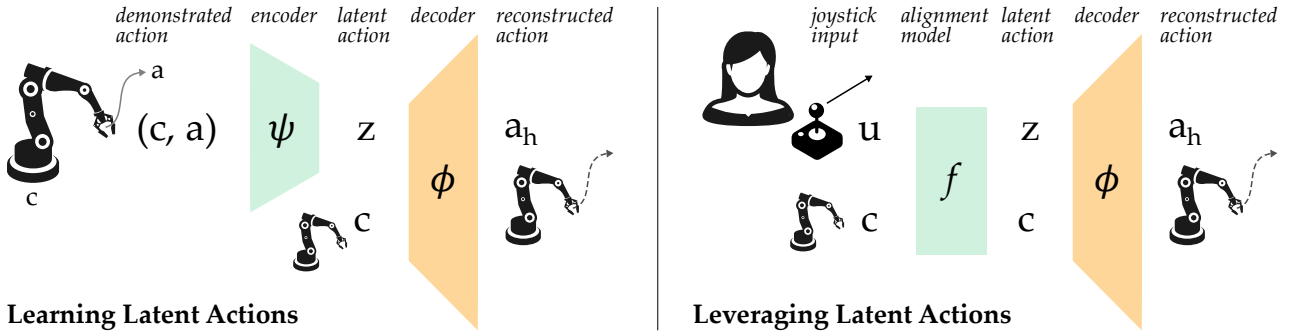 demonstrated action
encoder
latent action
decoder
reconstructed action
a
(c, a)
ψ
z
ϕ
a_h
c
c
Learning Latent Actions
joystick input
alignment model
latent action
decoder
reconstructed action
u
f
z
ϕ
a_h
c
c
Leveraging Latent Actions